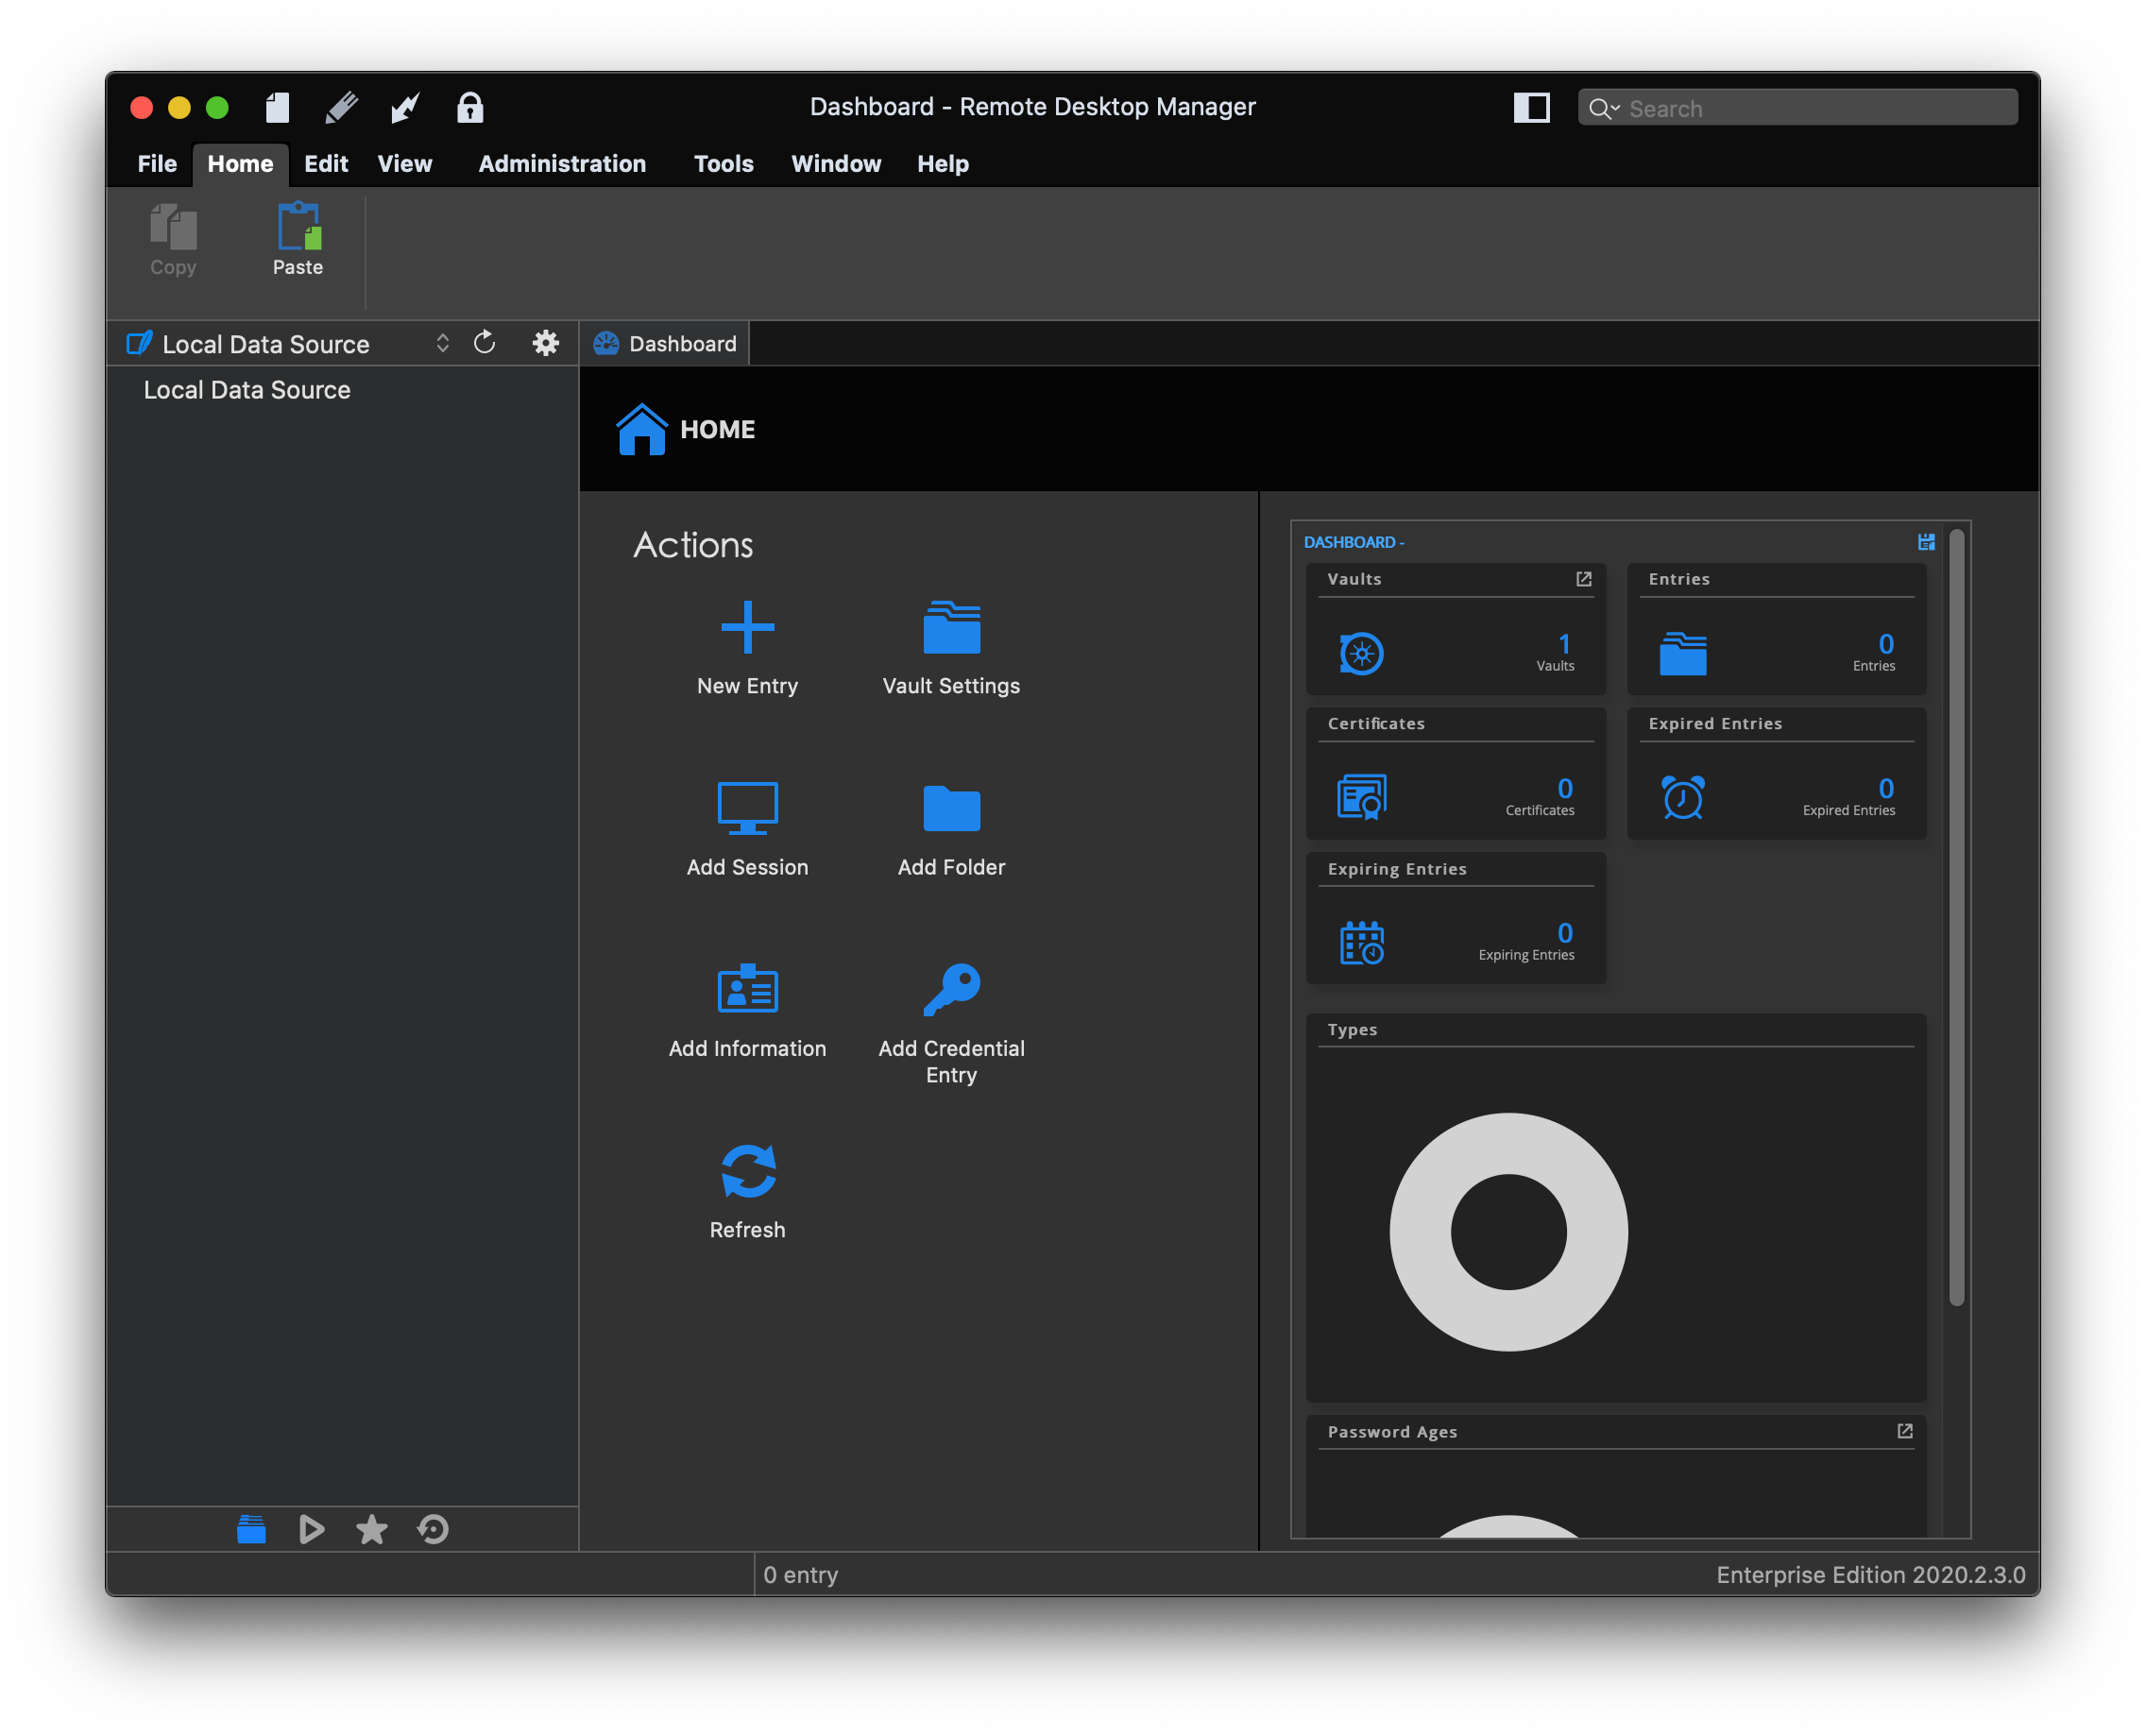 Dashboard - Remote Desktop Manager
Search
File Home Edit View Administration Tools Window Help
Copy
Paste
Local Data Source
Dashboard
Local Data Source
HOME
Actions
New Entry
Vault Settings
Add Session
Add Folder
Add Information
Add Credential
Entry
Refresh
DASHBOARD -
Vaults
1
Vaults
Entries
0
Entries
Certificates
0
Certificates
Expired Entries
0
Expired Entries
Expiring Entries
0
Expiring Entries
Types
Password Ages
0 entry
Enterprise Edition 2020.2.3.0